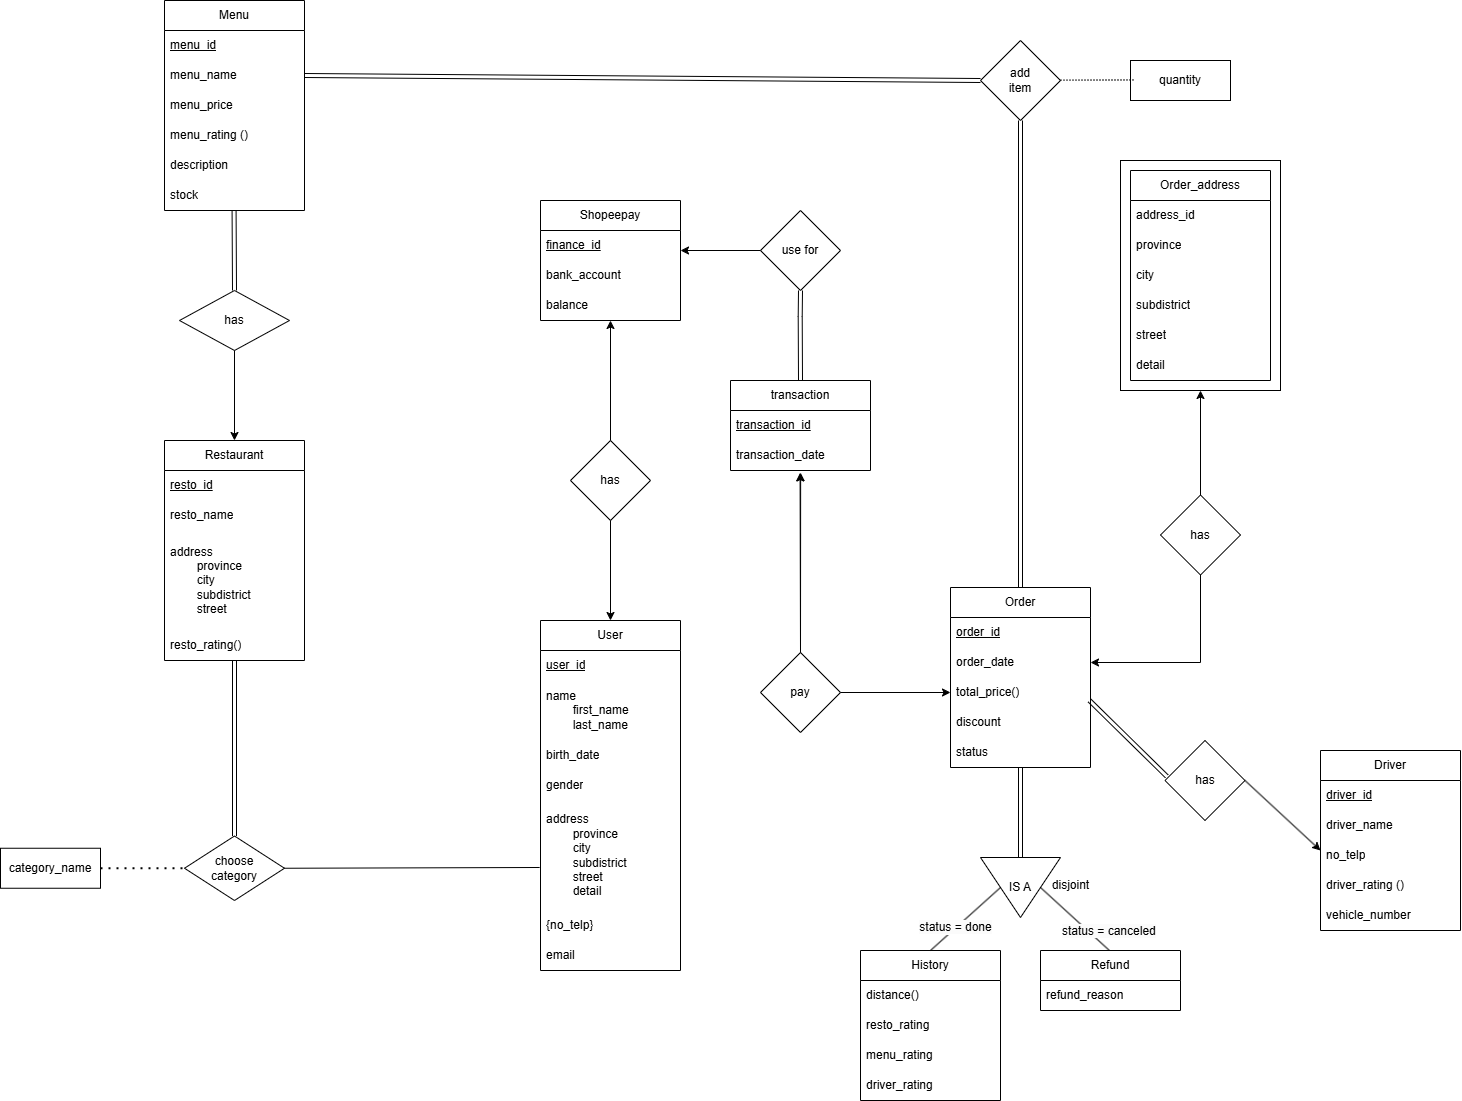 Menu
menu_id
menu_name
menu_price
menu_rating ()
description
stock
add
item
quantity
Order_address
address_id
province
city
subdistrict
street
detail
Shopeepay
finance_id
bank_account
balance
use for
has
transaction
transaction_id
transaction_date
Restaurant
resto_id
resto_name
address
province
city
subdistrict
street
resto_rating()
has
has
Order
order_id
order_date
total_price()
discount
status
User
user_id
name
first_name
last_name
birth_date
gender
address
province
city
subdistrict
street
detail
{no_telp}
email
pay
has
Driver
driver_id
driver_name
no_telp
driver_rating ()
vehicle_number
category_name
choose
category
IS A
disjoint
status = done
status = canceled
History
distance()
resto_rating
menu_rating
driver_rating
Refund
refund_reason